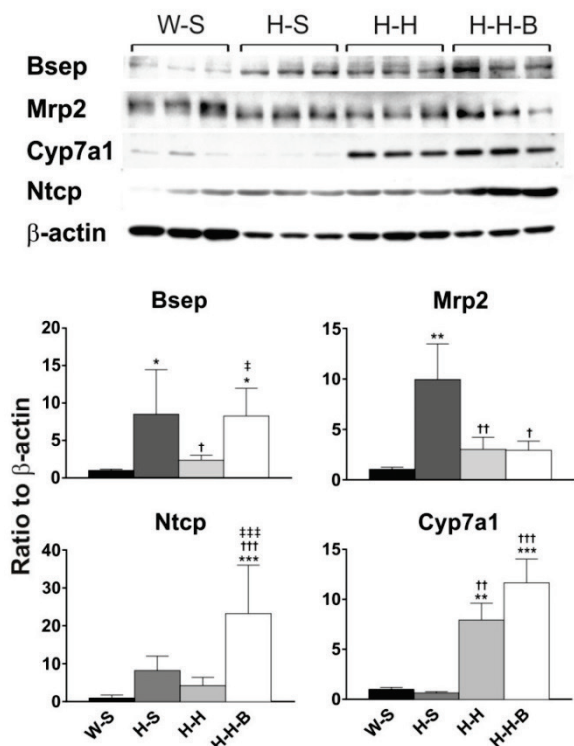 W-S H-S H-H H-H-B
Bsep
Mrp2
Cyp7a1
Ntcp
β-actin
Bsep Mrp2
Ratio to β-actin
20
15
10
5
0
*
†
‡
*
15
10
5
0
**
††
†
Ntcp Cyp7a1
40
30
20
10
0
‡‡‡
†††
***
15
10
5
0
††
**
†††
***
W-S H-S H-H H-H-B
W-S H-S H-H H-H-B